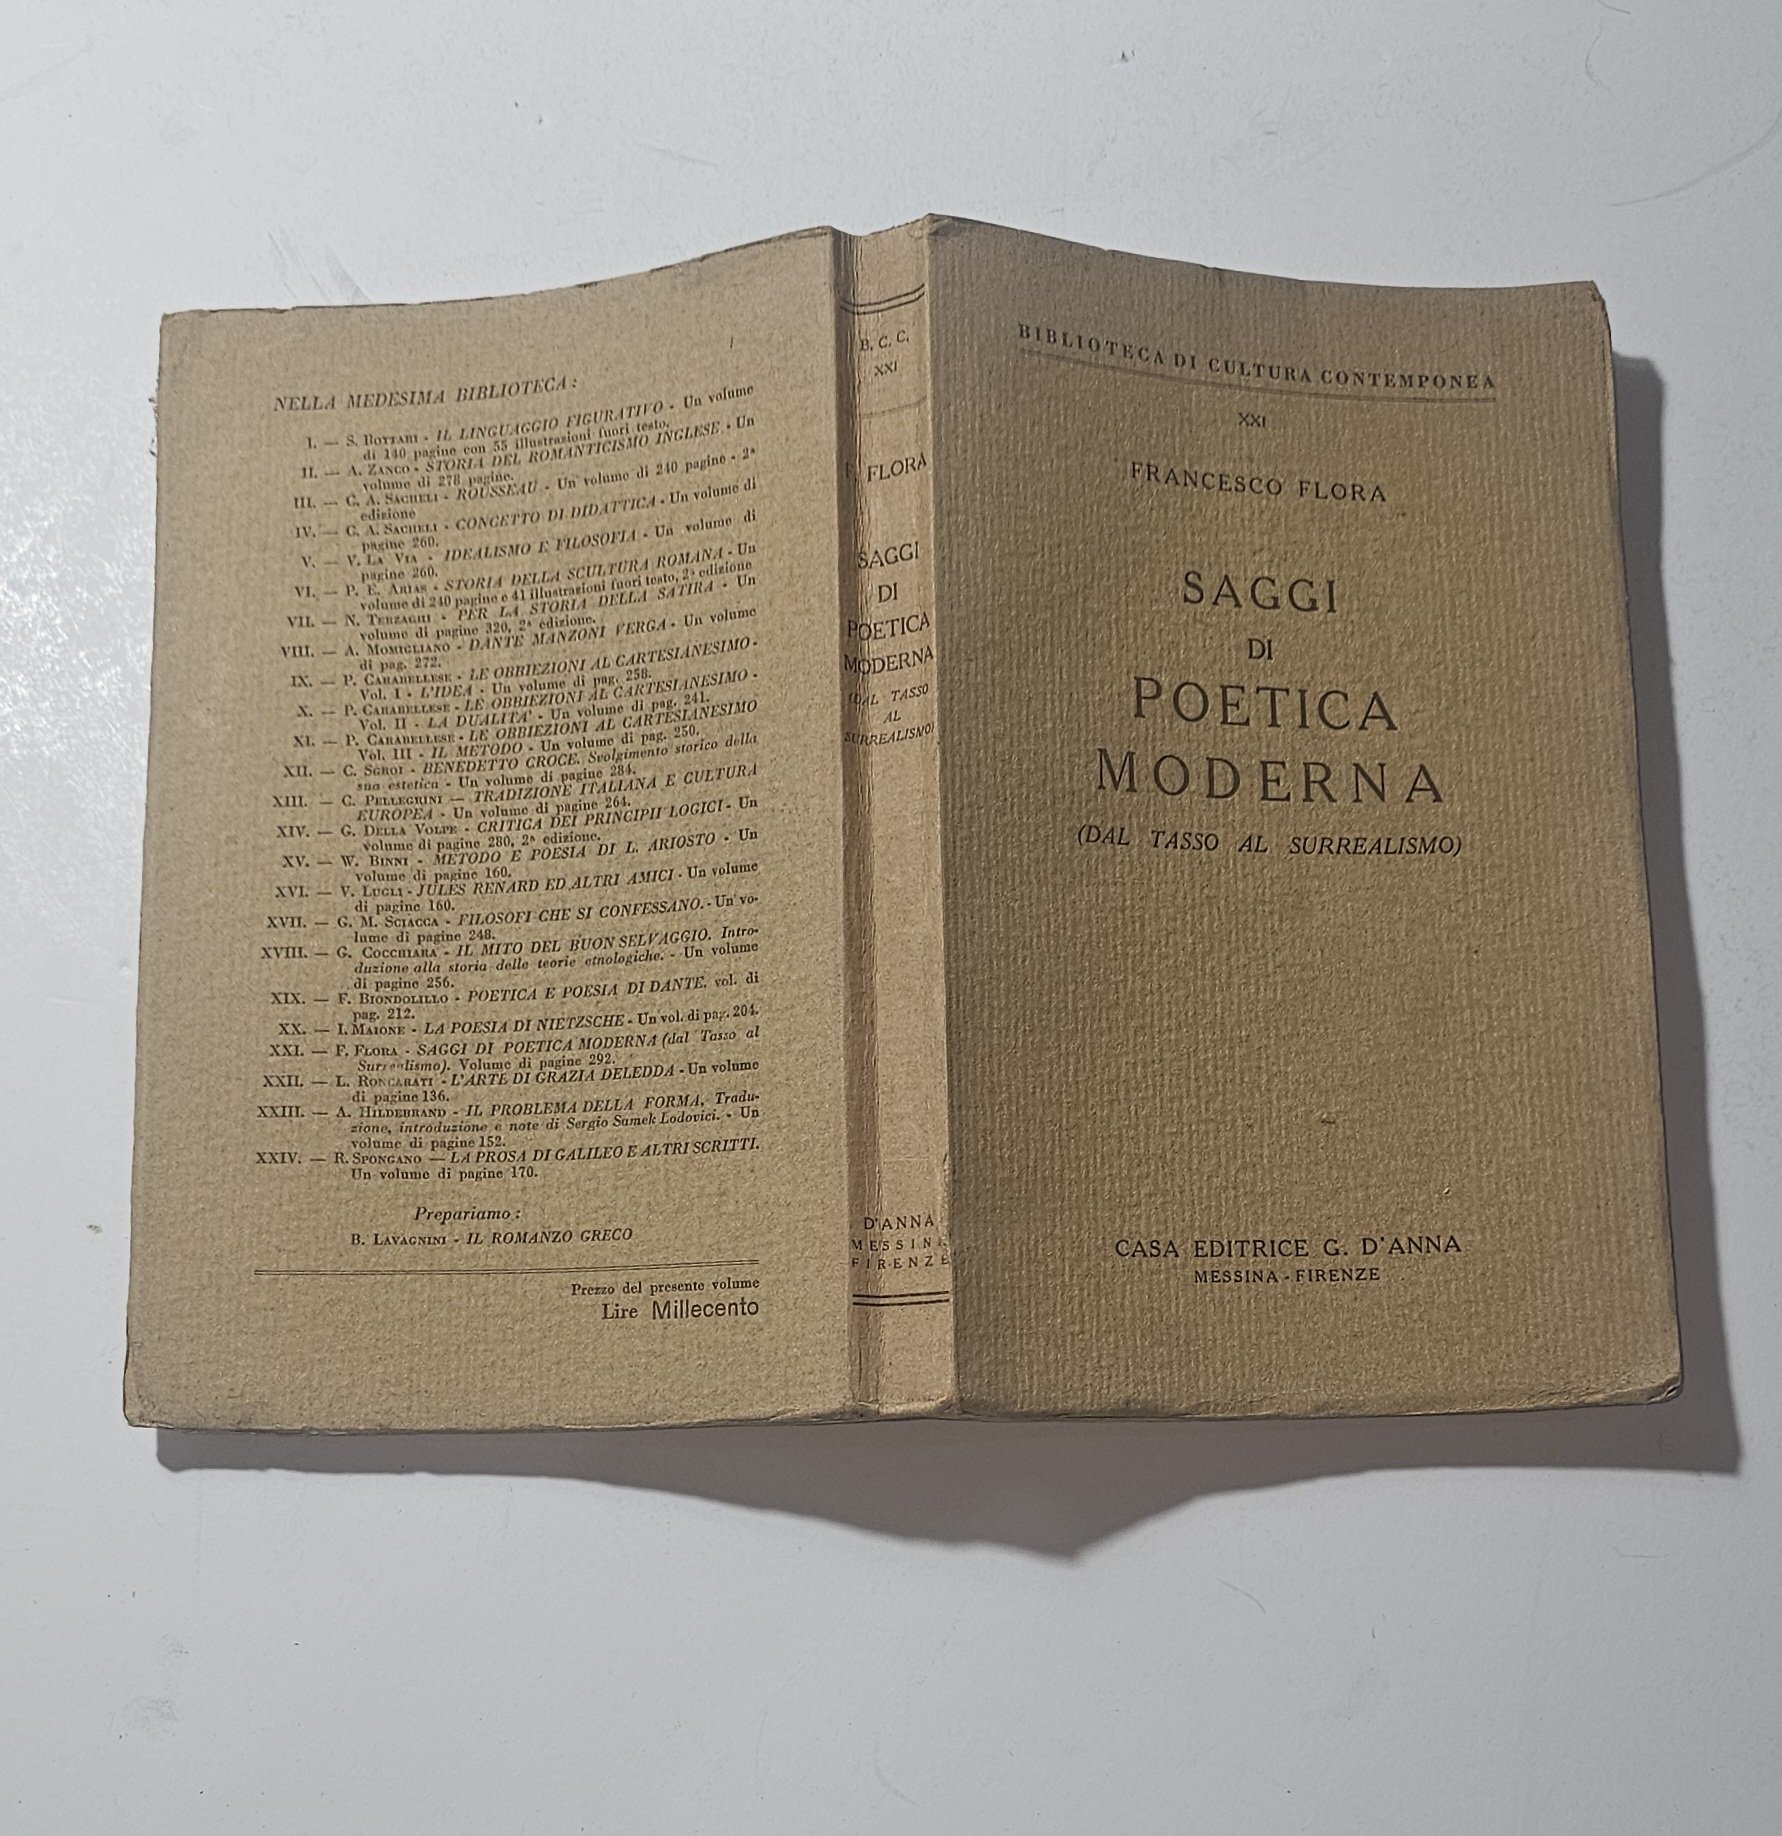 NELLA MEDESIMA BIBLIOTECA:
I. — S. BOTTARI - IL LINGUAGGIO FIGURATIVO - Un volume
di 140 pagine con 55 illustrazioni fuori testo.
II. — A. ZANCO - STORIA DEL ROMANTICISMO INGLESE - Un
volume di 278 pagine.
III. — C. A. SACHELI - ROUSSEAU - Un volume di 240 pagine - 2ª
edizione
IV. — C. A. SACHELI - CONCETTO DI DIDATTICA - Un volume di
pagine 260.
V. — V. LA VIA - IDEALISMO E FILOSOFIA - Un volume di
pagine 260.
VI. — P. E. ARIAS - STORIA DELLA SCULTURA ROMANA - Un
volume di 240 pagine e 41 illustrazioni fuori testo, 2ª edizione
VII. — N. TERZAGHI - PER LA STORIA DELLA SATIRA - Un
volume di pagine 320, 2ª edizione.
VIII. — A. MOMIGLIANO - DANTE MANZONI VERGA - Un volume
di pag. 272.
IX. — P. CARABELLESE - LE OBBIEZIONI AL CARTESIANESIMO -
Vol. I - L'IDEA - Un volume di pag. 258.
X. — P. CARABELLESE - LE OBBIEZIONI AL CARTESIANESIMO -
Vol. II - LA DUALITA' - Un volume di pag. 241.
XI. — P. CARABELLESE - LE OBBIEZIONI AL CARTESIANESIMO
Vol. III - IL METODO - Un volume di pag. 250.
XII. — C. SGROI - BENEDETTO CROCE. Svolgimento storico della
sua estetica - Un volume di pagine 284.
XIII. — C. PELLEGRINI — TRADIZIONE ITALIANA E CULTURA
EUROPEA - Un volume di pagine 264.
XIV. — G. DELLA VOLPE - CRITICA DEI PRINCIPII LOGICI - Un
volume di pagine 280, 2ª edizione.
XV. — W. BINNI - METODO E POESIA DI L. ARIOSTO - Un
volume di pagine 160.
XVI. — V. LUGLI - JULES RENARD ED ALTRI AMICI - Un volume
di pagine 160.
XVII. — G. M. SCIACCA - FILOSOFI CHE SI CONFESSANO. - Un vo-
lume di pagine 248.
XVIII. — G. COCCHIARA - IL MITO DEL BUON SELVAGGIO. Intro-
duzione alla storia delle teorie etnologiche. - Un volume
di pagine 256.
XIX. — F. BIONDOLILLO - POETICA E POESIA DI DANTE. vol. di
pag. 212.
XX. — I. MAIONE - LA POESIA DI NIETZSCHE - Un vol. di pag. 204.
XXI. — F. FLORA - SAGGI DI POETICA MODERNA (dal Tasso al
Surrealismo). Volume di pagine 292.
XXII. — L. RONCARATI - L'ARTE DI GRAZIA DELEDDA - Un volume
di pagine 136.
XXIII. — A. HILDEBRAND - IL PROBLEMA DELLA FORMA, Tradu-
zione, introduzione e note di Sergio Samek Lodovici. - Un
volume di pagine 152.
XXIV. — R. SPONGANO — LA PROSA DI GALILEO E ALTRI SCRITTI.
Un volume di pagine 170.
Prepariamo:
B. LAVAGNINI - IL ROMANZO GRECO
Prezzo del presente volume
Lire Millecento
B. C. C.
XXI
F. FLORA
SAGGI
DI
POETICA
MODERNA
(DAL TASSO
AL
SURREALISMO)
D'ANNA
MESSINA
FIRENZE
BIBLIOTECA DI CULTURA CONTEMPONEA
XXI
FRANCESCO FLORA
SAGGI
DI
POETICA
MODERNA
(DAL TASSO AL SURREALISMO)
CASA EDITRICE G. D'ANNA
MESSINA - FIRENZE